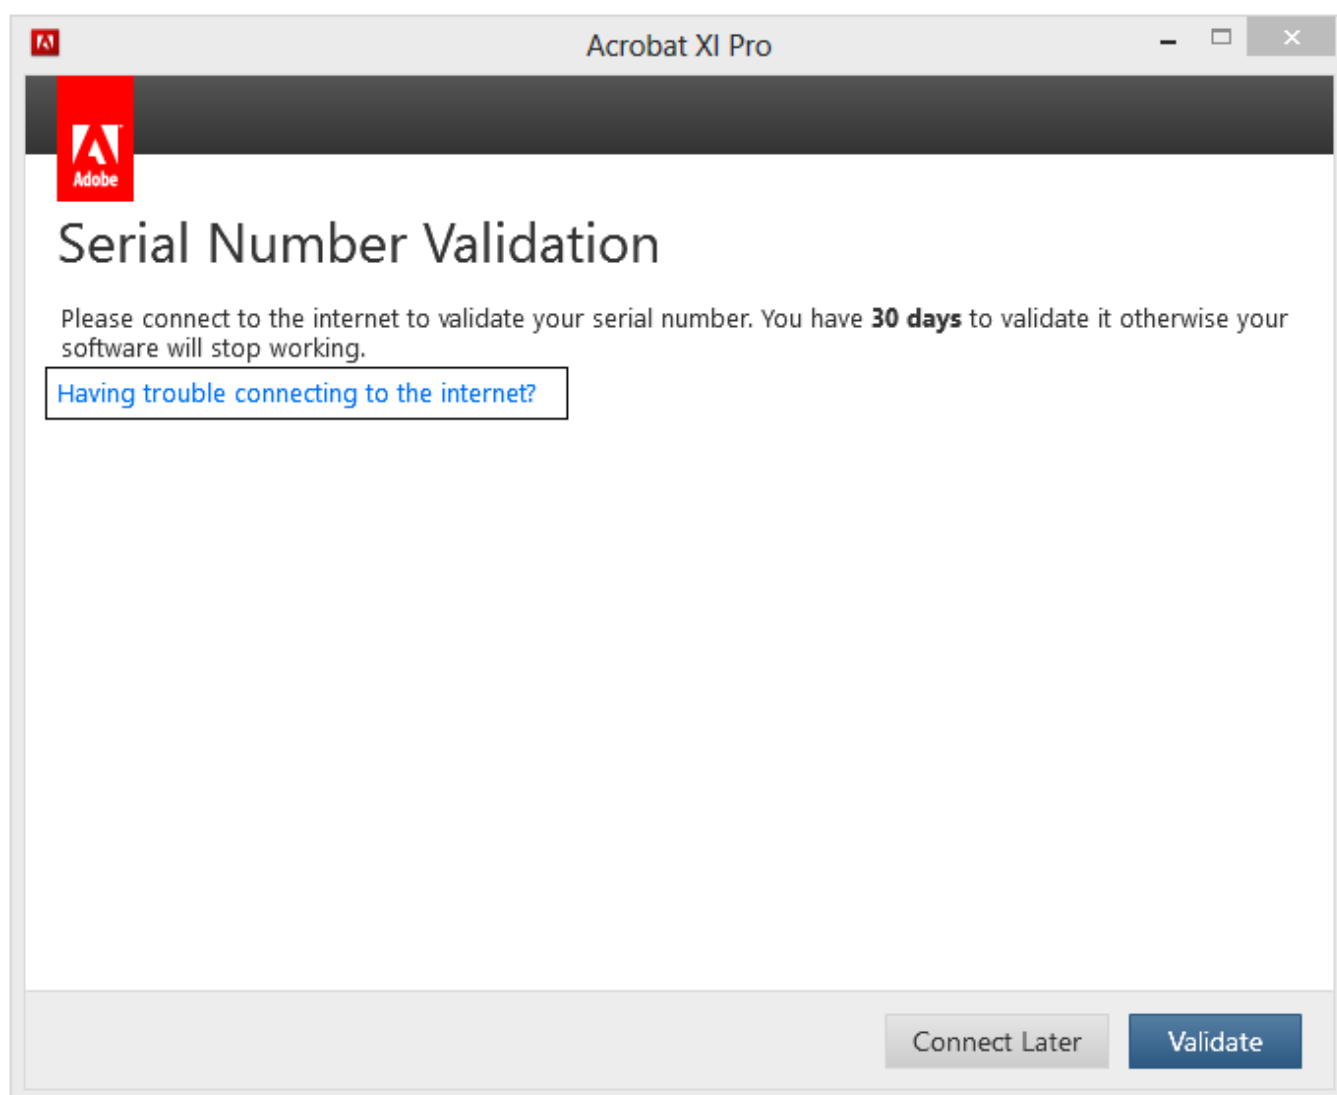 Acrobat XI Pro
Adobe
Serial Number Validation
Please connect to the internet to validate your serial number. You have 30 days to validate it otherwise your
software will stop working.
Having trouble connecting to the internet?
Connect Later
Validate